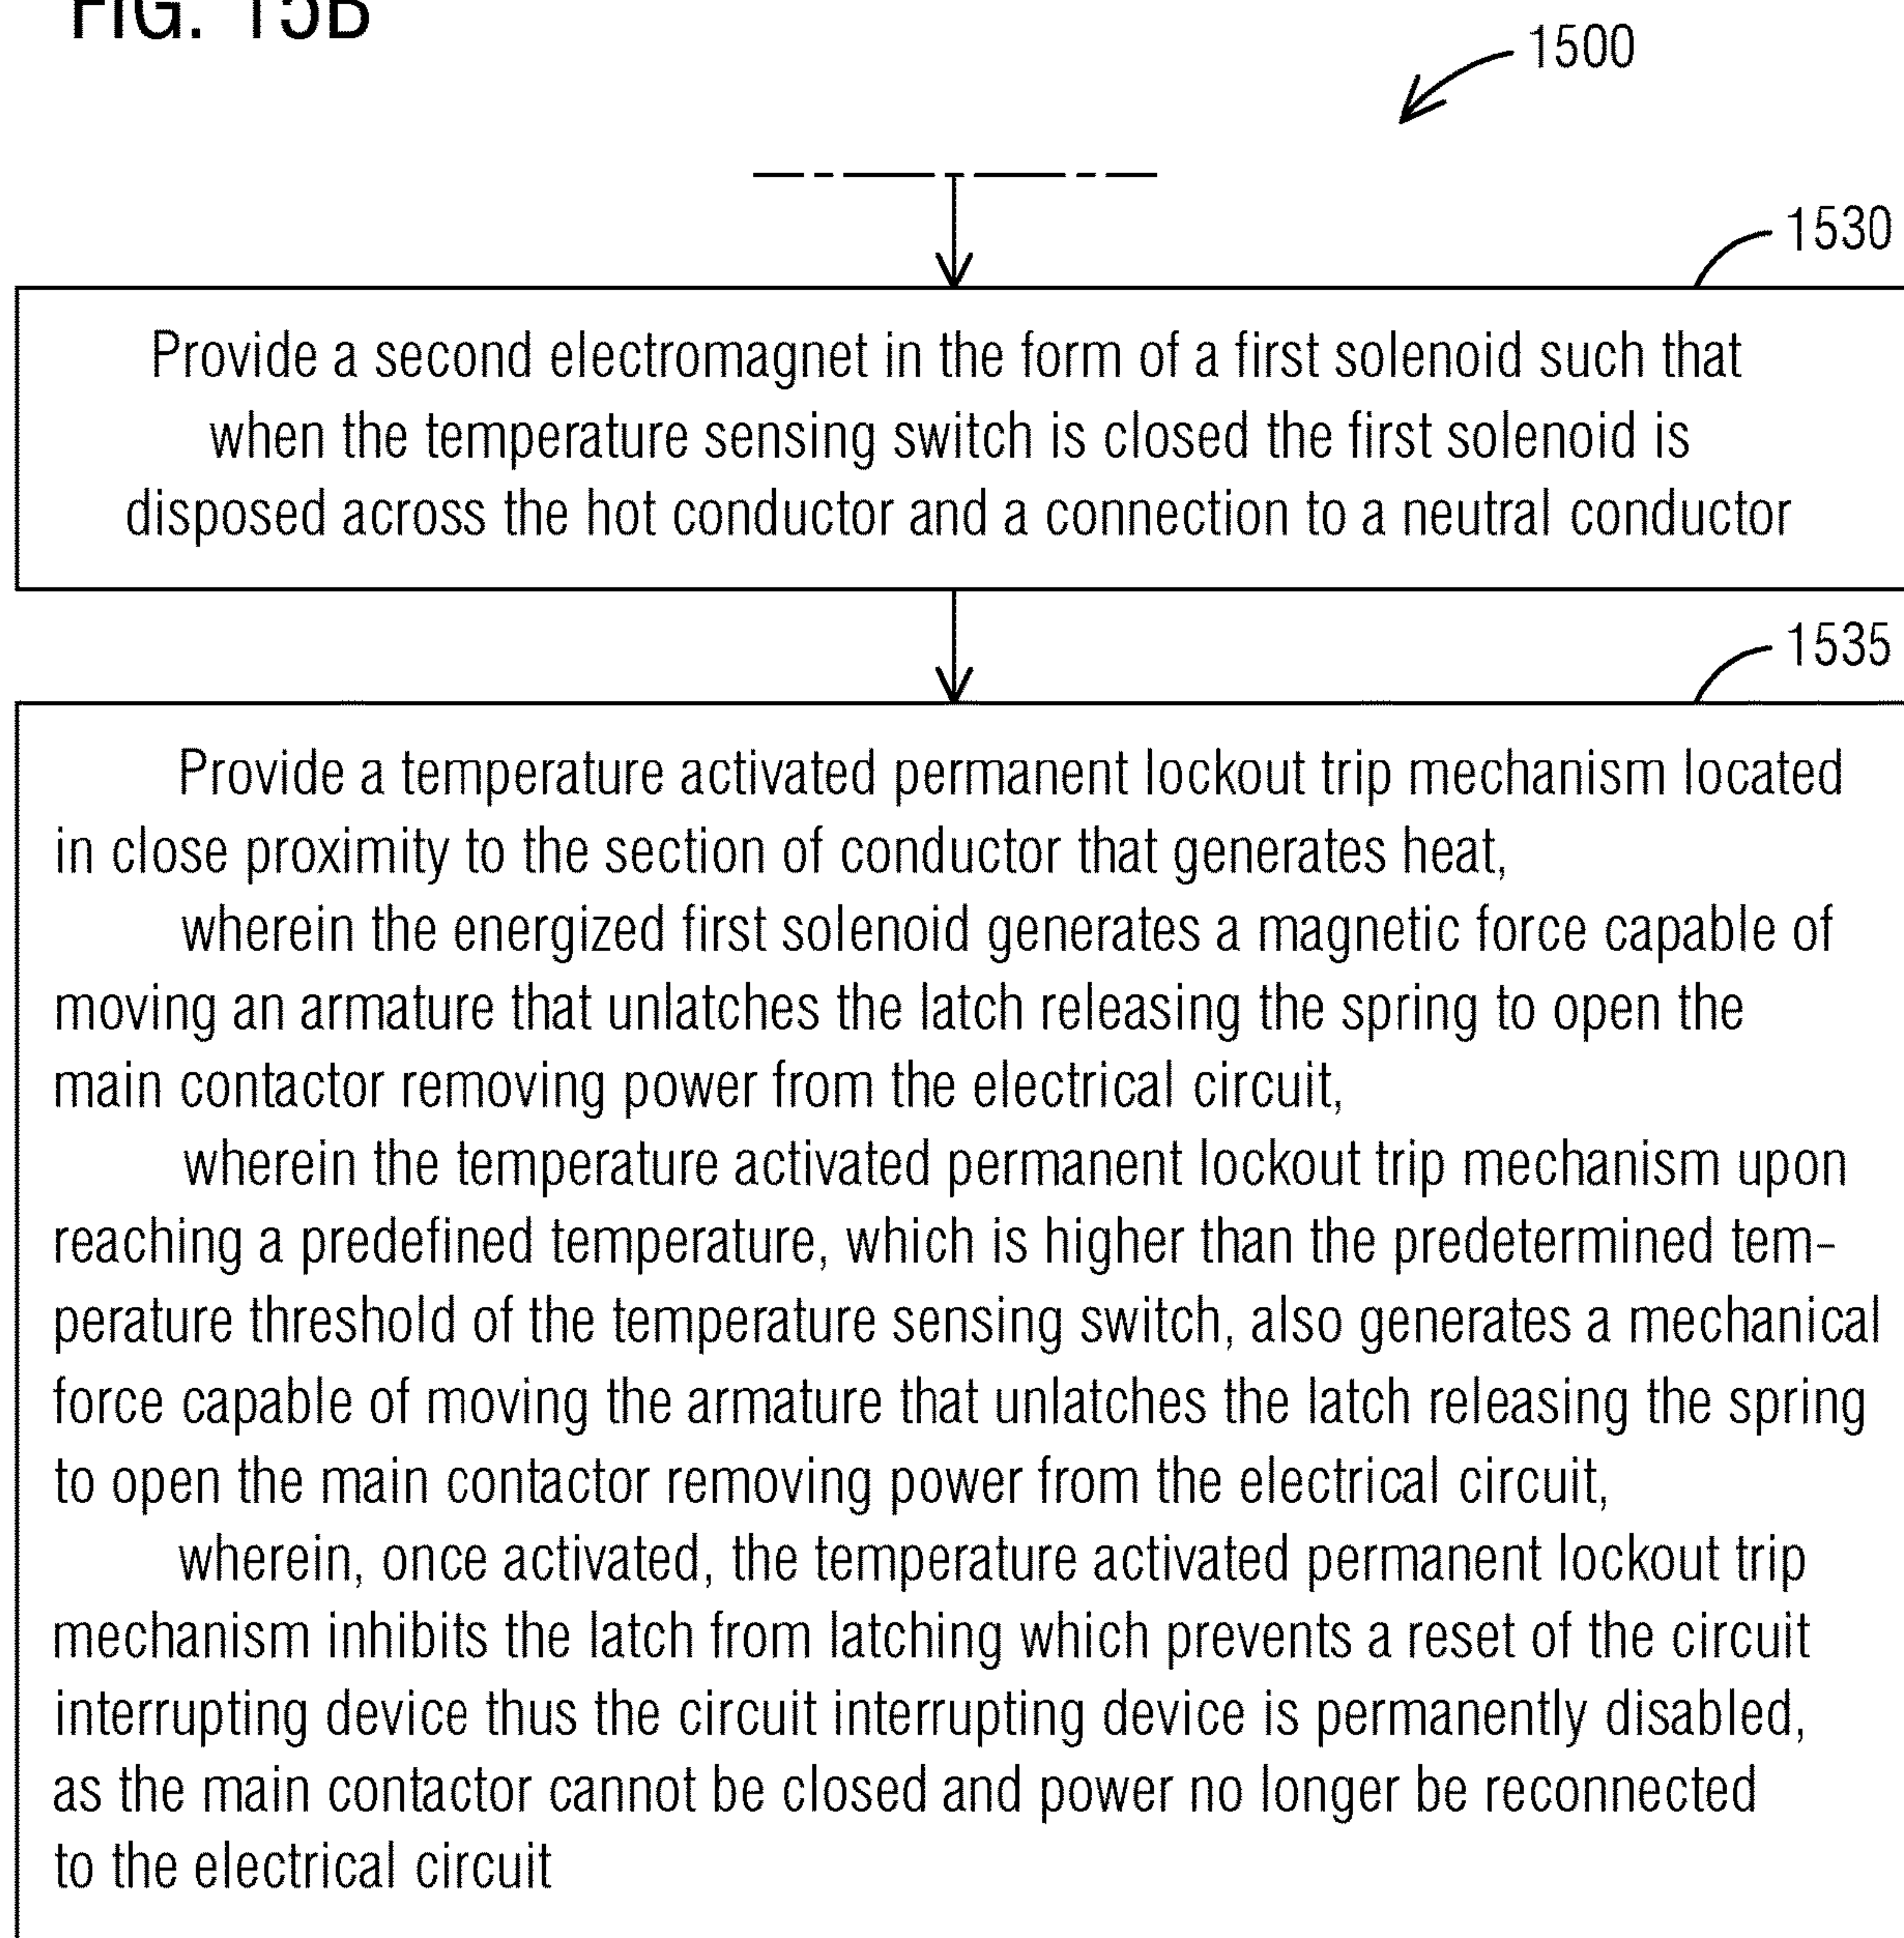 FIG. 15B
1500
1530
Provide a second electromagnet in the form of a first solenoid such that
when the temperature sensing switch is closed the first solenoid is
disposed across the hot conductor and a connection to a neutral conductor
1535
Provide a temperature activated permanent lockout trip mechanism located
in close proximity to the section of conductor that generates heat,
wherein the energized first solenoid generates a magnetic force capable of
moving an armature that unlatches the latch releasing the spring to open the
main contactor removing power from the electrical circuit,
wherein the temperature activated permanent lockout trip mechanism upon
reaching a predefined temperature, which is higher than the predetermined tem-
perature threshold of the temperature sensing switch, also generates a mechanical
force capable of moving the armature that unlatches the latch releasing the spring
to open the main contactor removing power from the electrical circuit,
wherein, once activated, the temperature activated permanent lockout trip
mechanism inhibits the latch from latching which prevents a reset of the circuit
interrupting device thus the circuit interrupting device is permanently disabled,
as the main contactor cannot be closed and power no longer be reconnected
to the electrical circuit